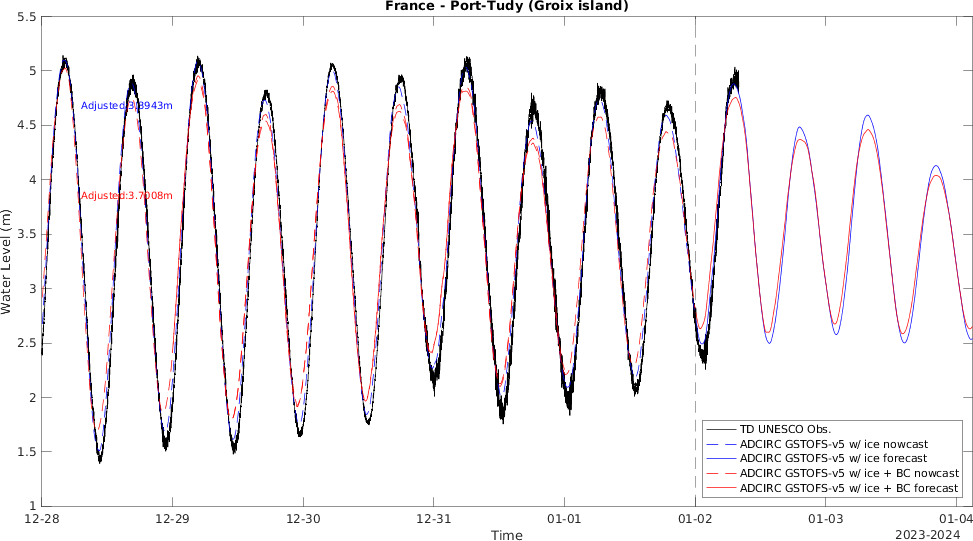 France - Port-Tudy (Groix island)
5.5
5
4.5
4
3.5
3
2.5
2
1.5
1
Water Level (m)
Adjusted:3.8943m
Adjusted:3.7008m
TD UNESCO Obs.
ADCIRC GSTOFS-v5 w/ ice nowcast
ADCIRC GSTOFS-v5 w/ ice forecast
ADCIRC GSTOFS-v5 w/ ice + BC nowcast
ADCIRC GSTOFS-v5 w/ ice + BC forecast
12-28 12-29 12-30 12-31 01-01 01-02 01-03 01-04
Time
2023-2024